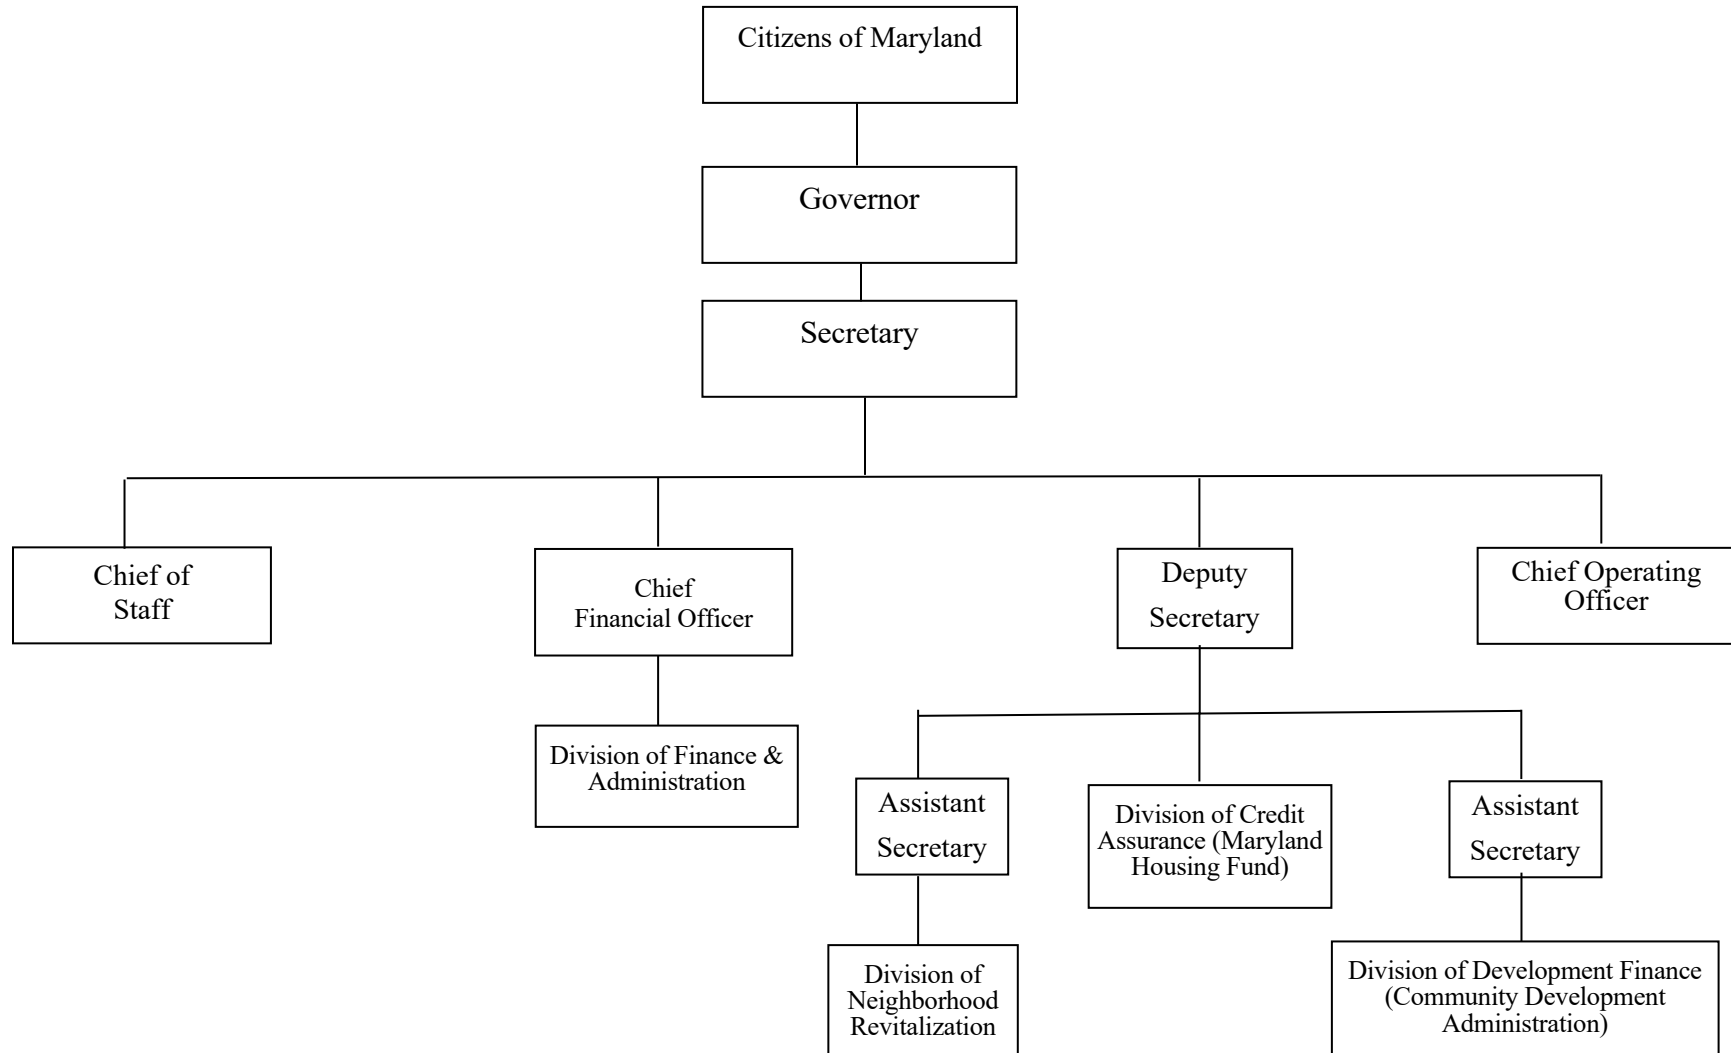 Citizens of Maryland
Governor
Secretary
Chief of
Staff
Chief
Financial Officer
Deputy
Secretary
Chief Operating
Officer
Division of Finance &
Administration
Assistant
Secretary
Division of Credit
Assurance (Maryland
Housing Fund)
Assistant
Secretary
Division of
Neighborhood
Revitalization
Division of Development Finance
(Community Development
Administration)